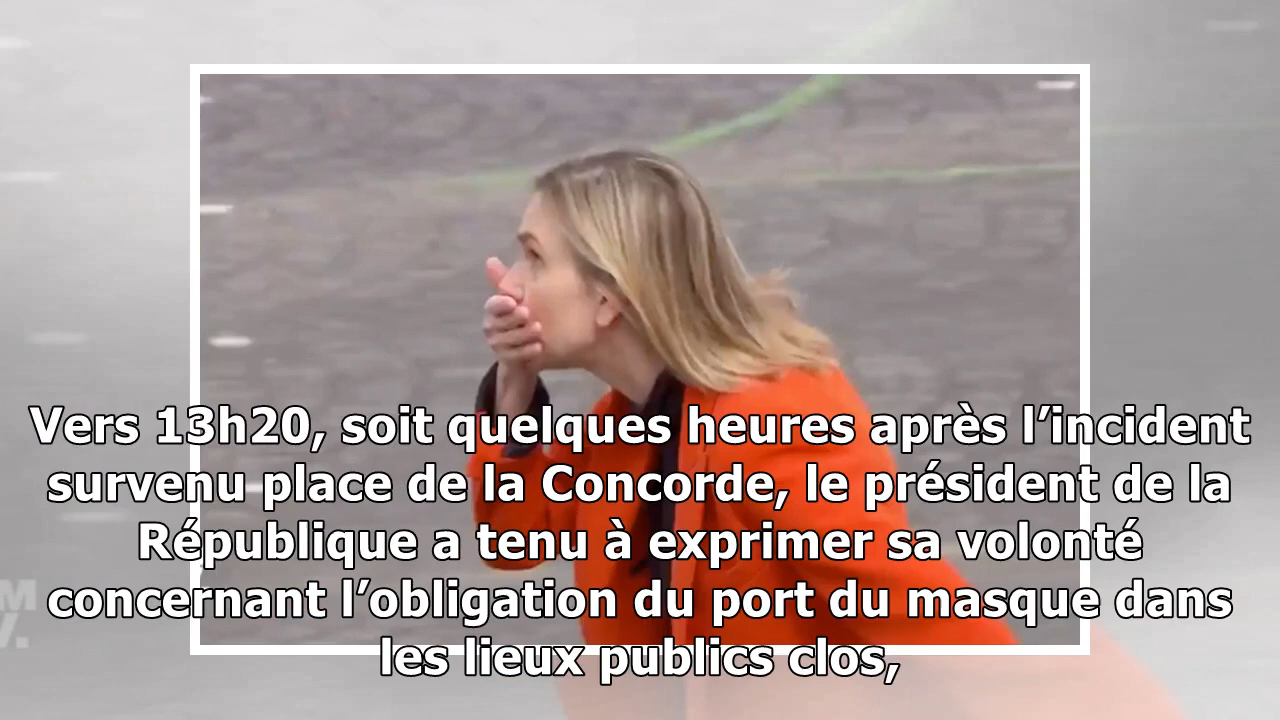 Vers 13h20, soit quelques heures après l’incident
survenu place de la Concorde, le président de la
République a tenu à exprimer sa volonté
concernant l’obligation du port du masque dans
les lieux publics clos,